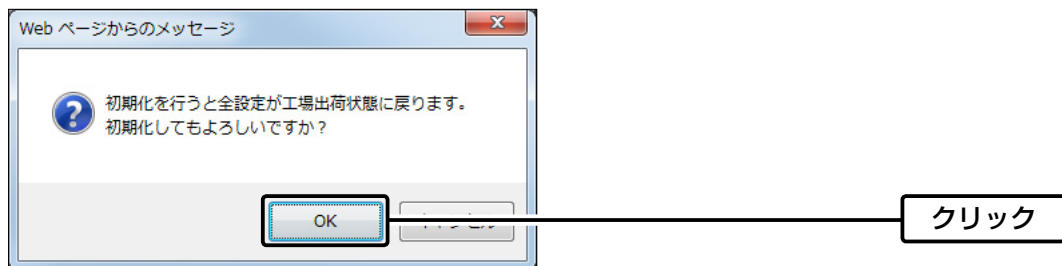 Web ページからのメッセージ
初期化を行うと全設定が工場出荷状態に戻ります。
初期化してもよろしいですか？
OK
クリック